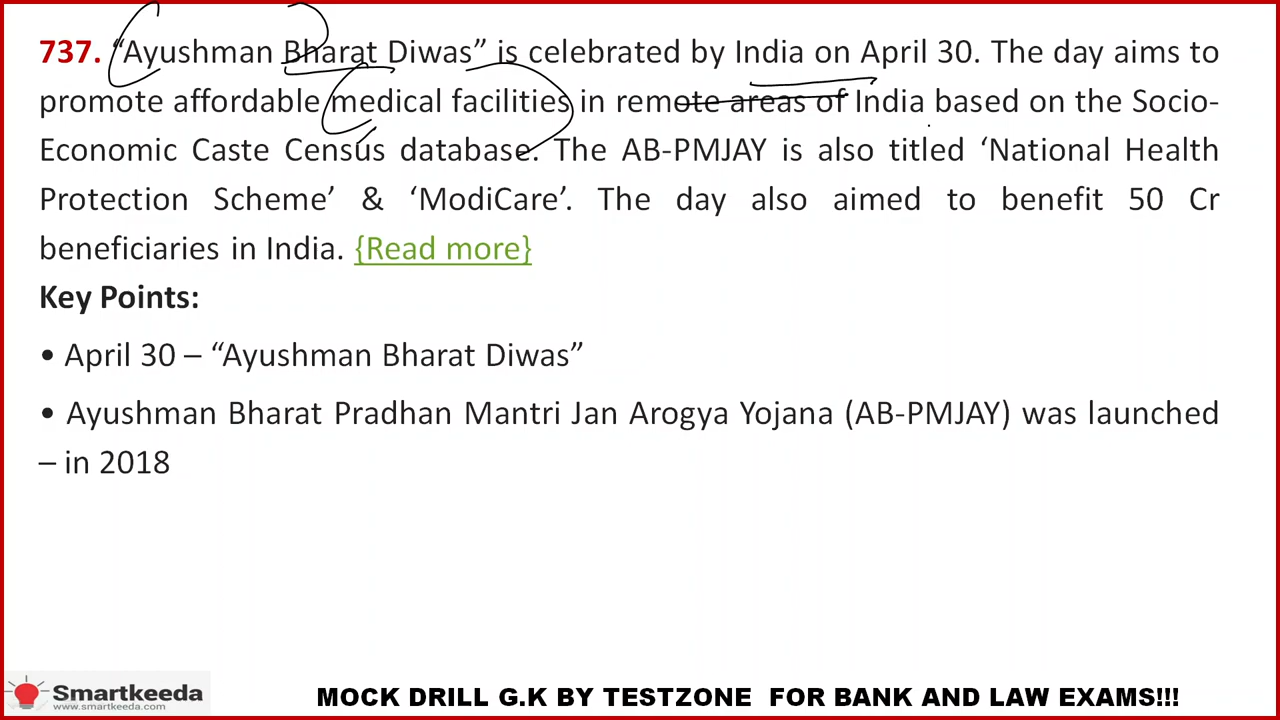 737. “Ayushman Bharat Diwas” is celebrated by India on April 30. The day aims to
promote affordable medical facilities in remote areas of India based on the Socio-
Economic Caste Census database. The AB-PMJAY is also titled ‘National Health
Protection Scheme’ & ‘ModiCare’. The day also aimed to benefit 50 Cr
beneficiaries in India. {Read more}
Key Points:
• April 30 – “Ayushman Bharat Diwas”
• Ayushman Bharat Pradhan Mantri Jan Arogya Yojana (AB-PMJAY) was launched
– in 2018
Smartkeeda
www.smartkeeda.com
MOCK DRILL G.K BY TESTZONE FOR BANK AND LAW EXAMS!!!